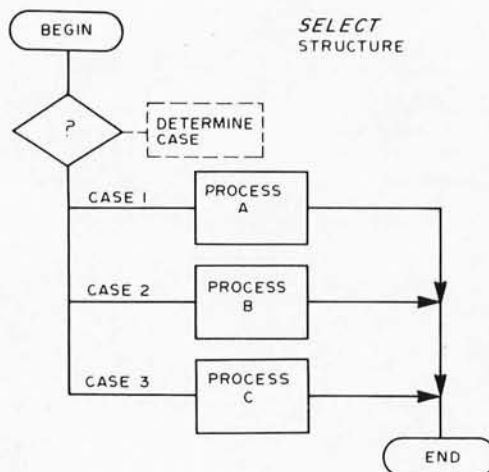 BEGIN
SELECT
STRUCTURE
?
DETERMINE
CASE
CASE 1
PROCESS
A
CASE 2
PROCESS
B
CASE 3
PROCESS
C
END